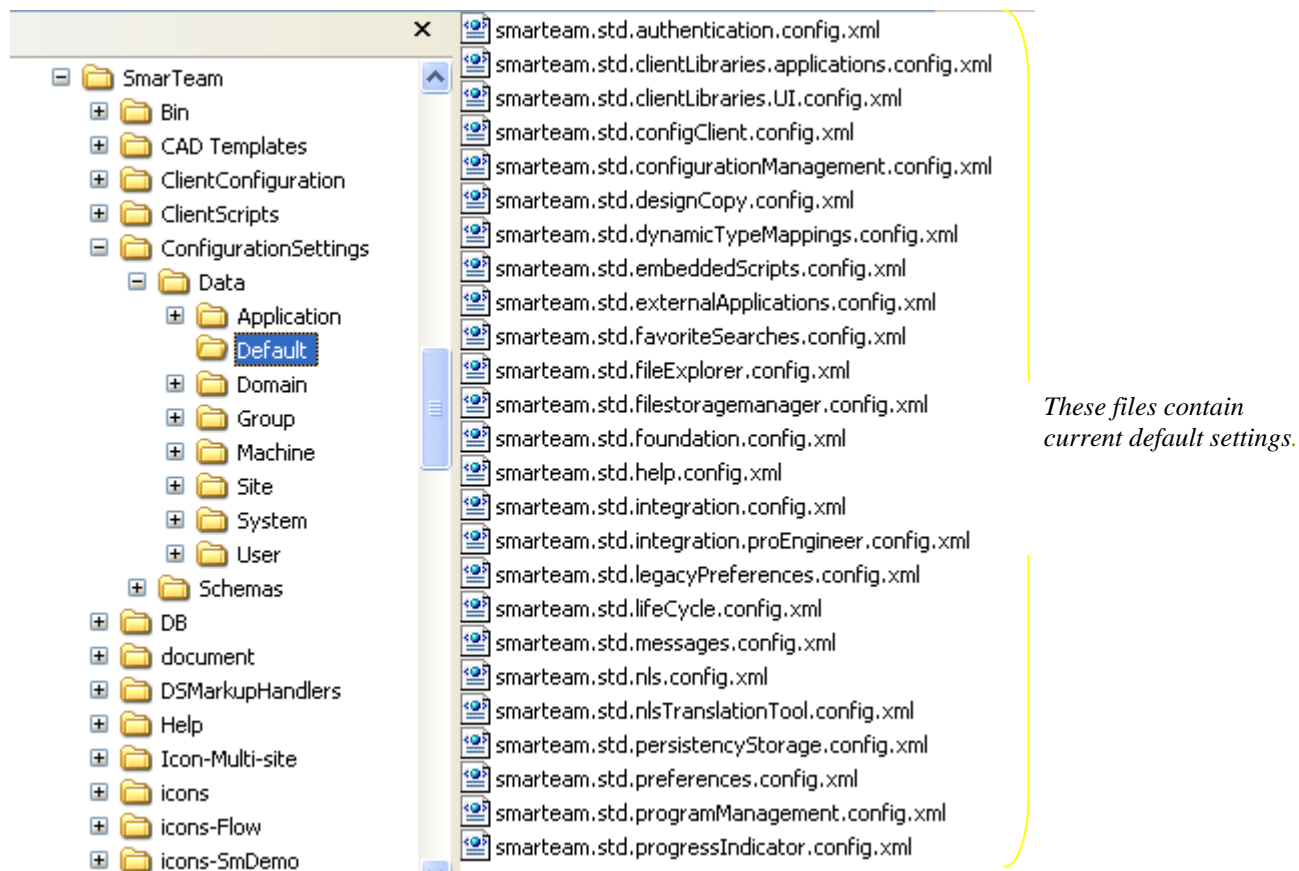 SmarTeam
Bin
CAD Templates
ClientConfiguration
ClientScripts
ConfigurationSettings
Data
Application
Default
Domain
Group
Machine
Site
System
User
Schemas
DB
document
DSMarkupHandlers
Help
Icon-Multi-site
icons
icons-Flow
icons-SmDemo
smarteam.std.authentication.config.xml
smarteam.std.clientLibraries.applications.config.xml
smarteam.std.clientLibraries.UI.config.xml
smarteam.std.configClient.config.xml
smarteam.std.configurationManagement.config.xml
smarteam.std.designCopy.config.xml
smarteam.std.dynamicTypeMappings.config.xml
smarteam.std.embeddedScripts.config.xml
smarteam.std.externalApplications.config.xml
smarteam.std.favoriteSearches.config.xml
smarteam.std.fileExplorer.config.xml
smarteam.std.filestoragemanager.config.xml
smarteam.std.foundation.config.xml
smarteam.std.help.config.xml
smarteam.std.integration.config.xml
smarteam.std.integration.proEngineer.config.xml
smarteam.std.legacyPreferences.config.xml
smarteam.std.lifeCycle.config.xml
smarteam.std.messages.config.xml
smarteam.std.nls.config.xml
smarteam.std.nlsTranslationTool.config.xml
smarteam.std.persistencyStorage.config.xml
smarteam.std.preferences.config.xml
smarteam.std.programManagement.config.xml
smarteam.std.progressIndicator.config.xml
These files contain
current default settings.